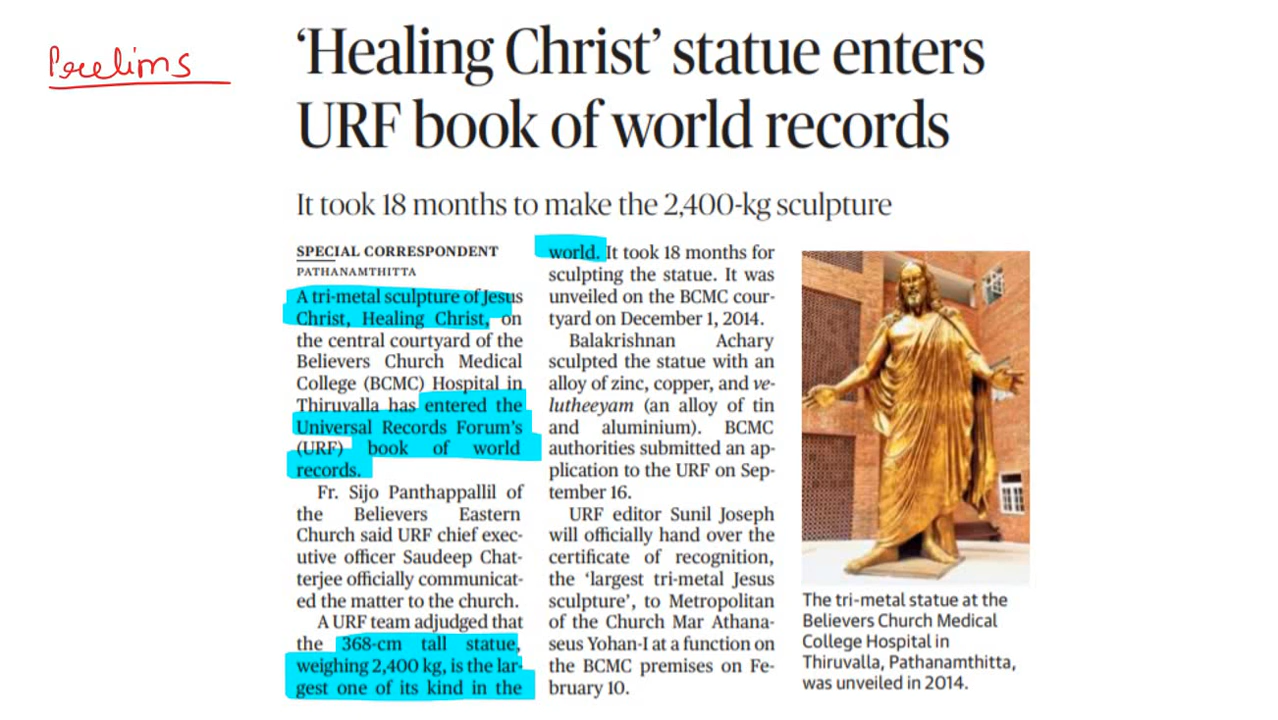 Prelims
‘Healing Christ’ statue enters
URF book of world records
It took 18 months to make the 2,400-kg sculpture
SPECIAL CORRESPONDENT
PATHANAMTHITTA
A tri-metal sculpture of Jesus
Christ, Healing Christ, on
the central courtyard of the
Believers Church Medical
College (BCMC) Hospital in
Thiruvalla has entered the
Universal Records Forum’s
(URF) book of world
records.
Fr. Sijo Panthappallil of
the Believers Eastern
Church said URF chief exec-
utive officer Saudeep Chat-
terjee officially communicat-
ed the matter to the church.
A URF team adjudged that
the 368-cm tall statue,
weighing 2,400 kg, is the lar-
gest one of its kind in the
world. It took 18 months for
sculpting the statue. It was
unveiled on the BCMC cour-
tyard on December 1, 2014.
Balakrishnan Achary
sculpted the statue with an
alloy of zinc, copper, and ve-
lutheeyam (an alloy of tin
and aluminium). BCMC
authorities submitted an ap-
plication to the URF on Sep-
tember 16.
URF editor Sunil Joseph
will officially hand over the
certificate of recognition,
the ‘largest tri-metal Jesus
sculpture’, to Metropolitan
of the Church Mar Athana-
seus Yohan-I at a function on
the BCMC premises on Fe-
bruary 10.
The tri-metal statue at the
Believers Church Medical
College Hospital in
Thiruvalla, Pathanamthitta,
was unveiled in 2014.